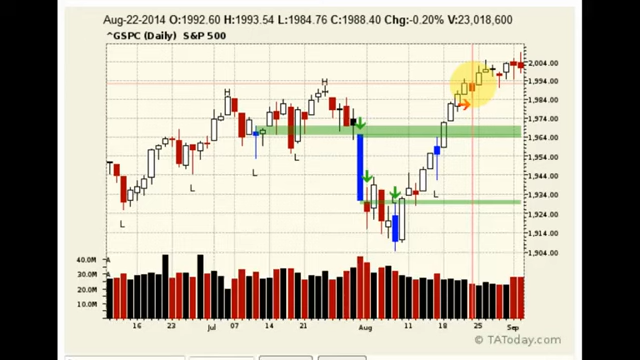 Aug-22-2014 O:1992.60 H:1993.54 L:1984.76 C:1988.40 Chg:-0.20% V:23,018,600
^GSPC (Daily) S&P 500
2,004.00
1,994.00
1,984.00
1,974.00
1,964.00
1,954.00
1,944.00
1,934.00
1,924.00
1,914.00
1,904.00
H
H
L
L
L
L
L
40.0M
30.0M
20.0M
10.0M
A
A
16 23 Jul 07 14 21 Aug 11 18 25 Sep
© TAToday.com